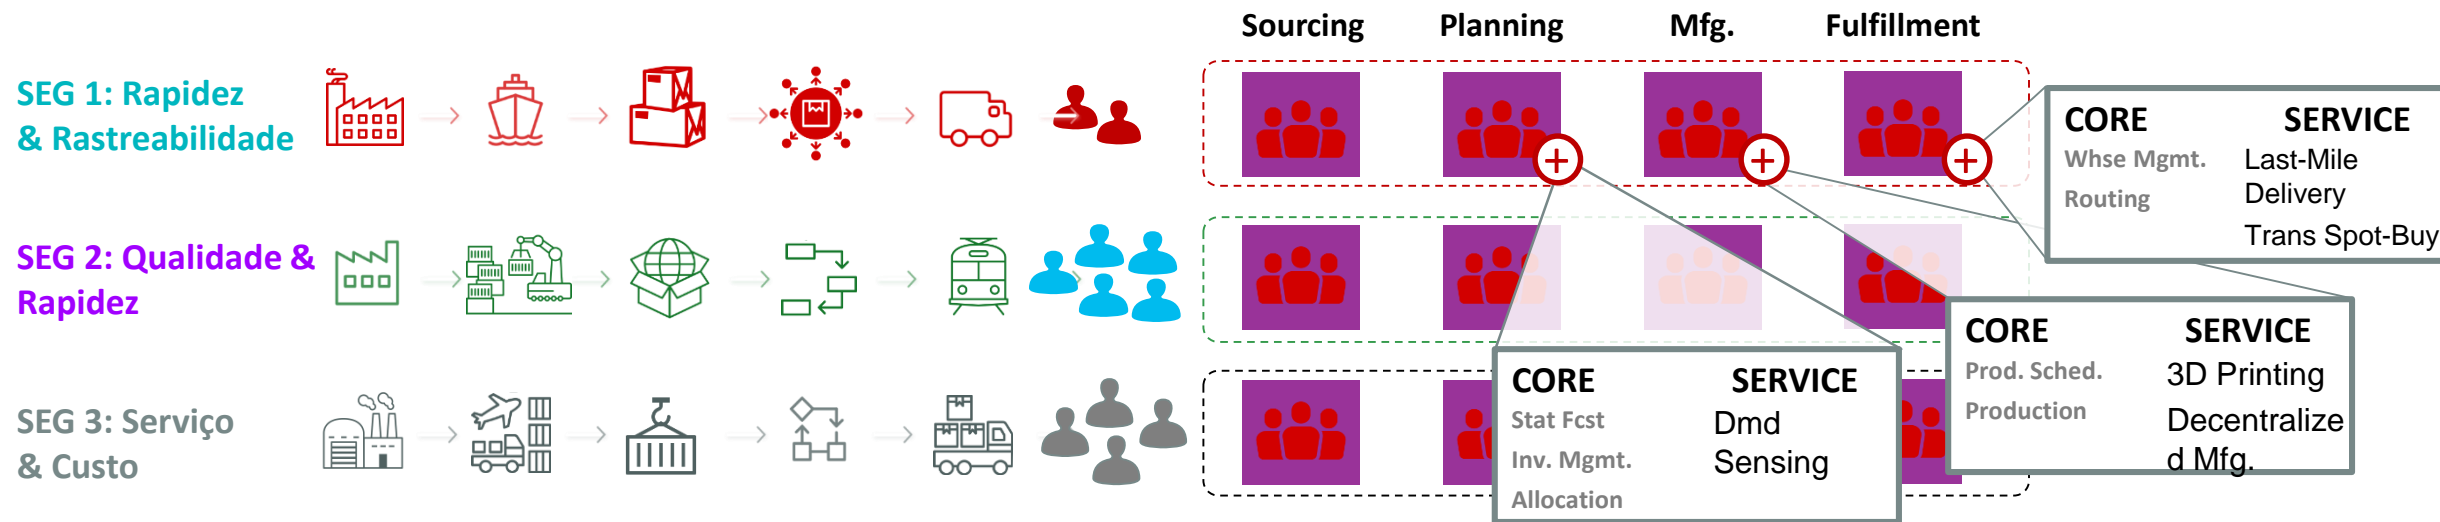 Sourcing Planning Mfg. Fulfillment
SEG 1: Rapidez
& Rastreabilidade
CORE SERVICE
Whse Mgmt. Last-Mile
Delivery
Routing
Trans Spot-Buy
SEG 2: Qualidade &
Rapidez
CORE SERVICE
Prod. Sched. 3D Printing
Production Decentralize
d Mfg.
SEG 3: Serviço
& Custo
CORE SERVICE
Stat Fcst Dmd
Inv. Mgmt. Sensing
Allocation